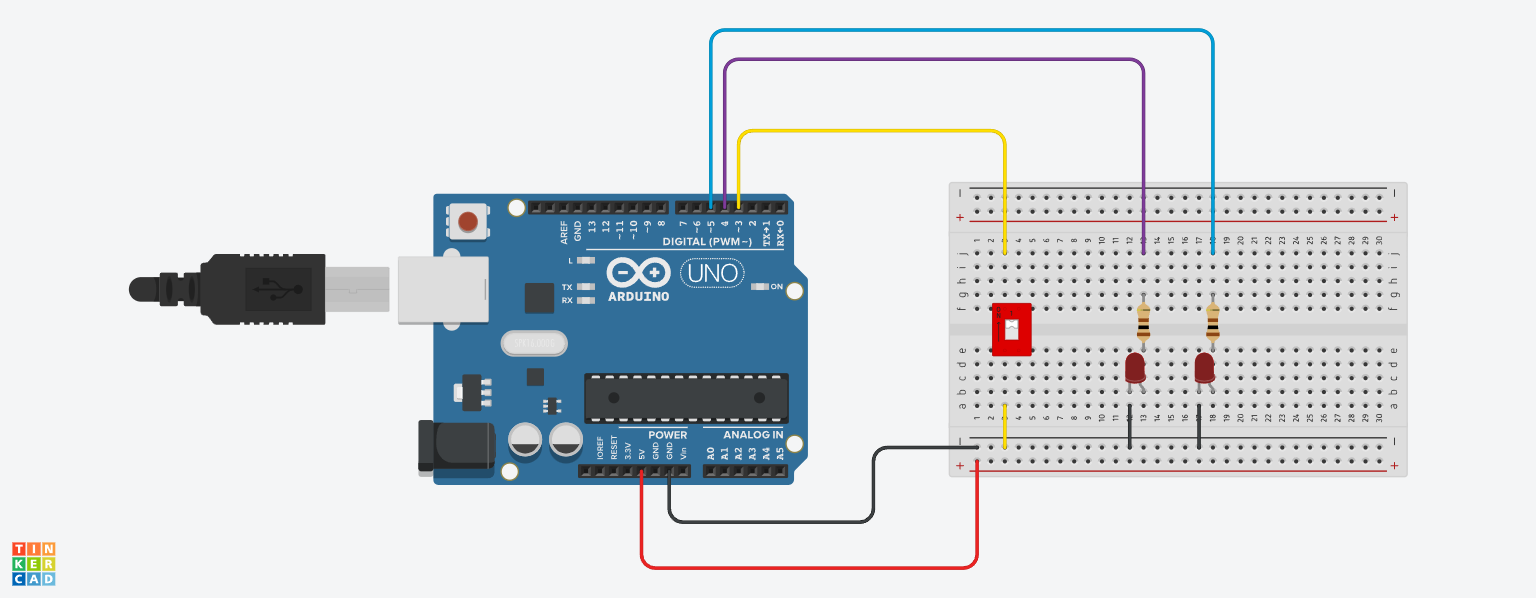 AREF
GND
13
12
~11
~10
~9
8
7
~6
~5
4
~3
2
TX→1
RX←0
DIGITAL (PWM~)
L
TX
RX
ON
UNO
ARDUINO
POWER
ANALOG IN
IOREF
RESET
3.3V
5V
GND
GND
Vin
A0
A1
A2
A3
A4
A5
− −
+ +
1 2 3 4 5 6 7 8 9 10 11 12 13 14 15 16 17 18 19 20 21 22 23 24 25 26 27 28 29 30
j j
i i
h h
g g
f f
e e
d d
c c
b b
a a
1 2 3 4 5 6 7 8 9 10 11 12 13 14 15 16 17 18 19 20 21 22 23 24 25 26 27 28 29 30
− −
+ +
TIN
KER
CAD